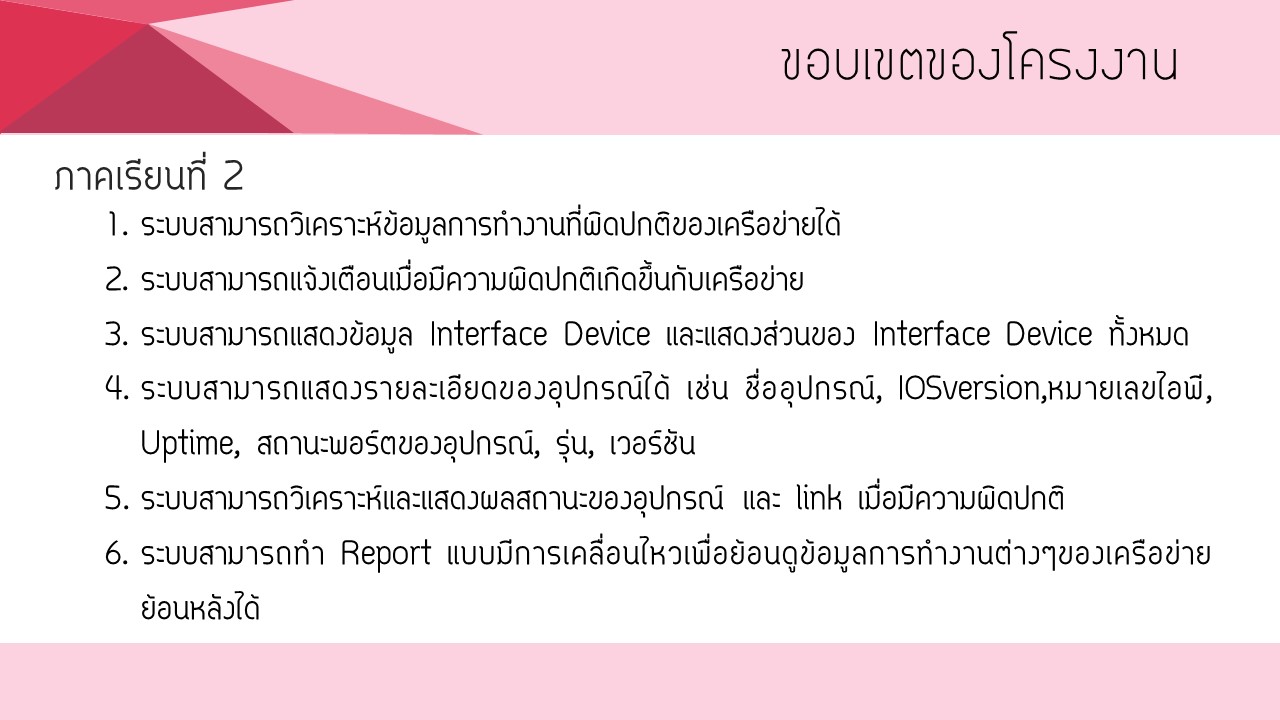 ขอบเขตของโครงงาน
ภาคเรียนที่ 2
1. ระบบสามารถวิเคราะห์ข้อมูลการทำงานที่ผิดปกติของเครือข่ายได้
2. ระบบสามารถแจ้งเตือนเมื่อมีความผิดปกติเกิดขึ้นกับเครือข่าย
3. ระบบสามารถแสดงข้อมูล Interface Device และแสดงส่วนของ Interface Device ทั้งหมด
4. ระบบสามารถแสดงรายละเอียดของอุปกรณ์ได้ เช่น ชื่ออุปกรณ์, IOSversion,หมายเลขไอพี,
Uptime, สถานะพอร์ตของอุปกรณ์, รุ่น, เวอร์ชัน
5. ระบบสามารถวิเคราะห์และแสดงผลสถานะของอุปกรณ์ และ link เมื่อมีความผิดปกติ
6. ระบบสามารถทำ Report แบบมีการเคลื่อนไหวเพื่อย้อนดูข้อมูลการทำงานต่างๆของเครือข่าย
ย้อนหลังได้